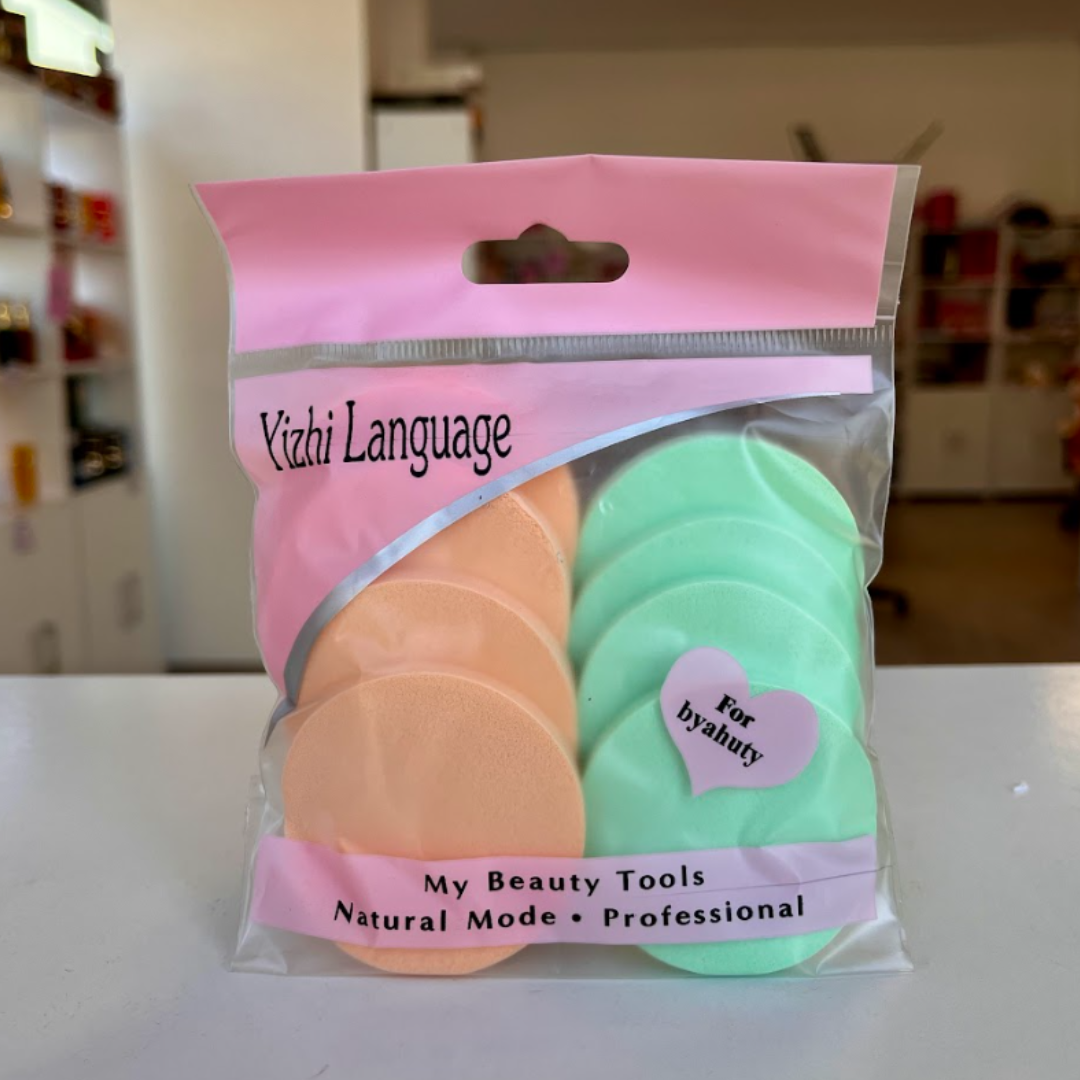 Yizhi Language
For
byahuty
My Beauty Tools
Natural Mode • Professional